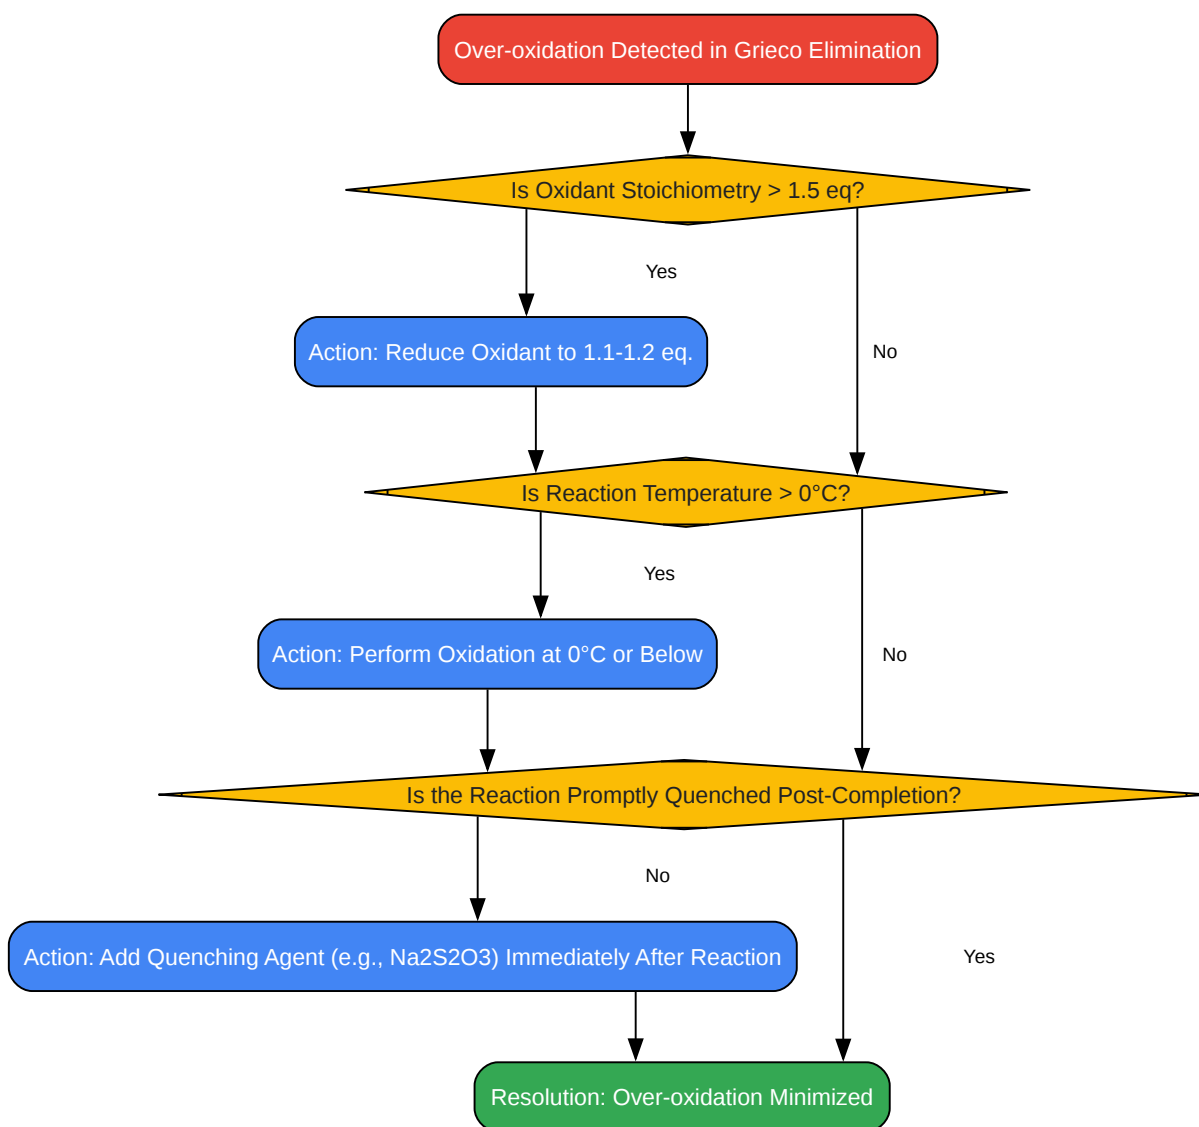 Over-oxidation Detected in Grieco Elimination
Is Oxidant Stoichiometry > 1.5 eq?
Yes
Action: Reduce Oxidant to 1.1-1.2 eq.
No
Is Reaction Temperature > 0°C?
Yes
Action: Perform Oxidation at 0°C or Below
No
Is the Reaction Promptly Quenched Post-Completion?
No
Action: Add Quenching Agent (e.g., Na2S2O3) Immediately After Reaction
Yes
Resolution: Over-oxidation Minimized